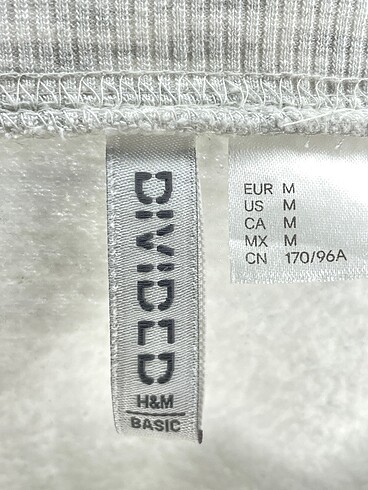 DIVIDED
H&M
BASIC
EUR M
US M
CA M
MX M
CN 170/96A